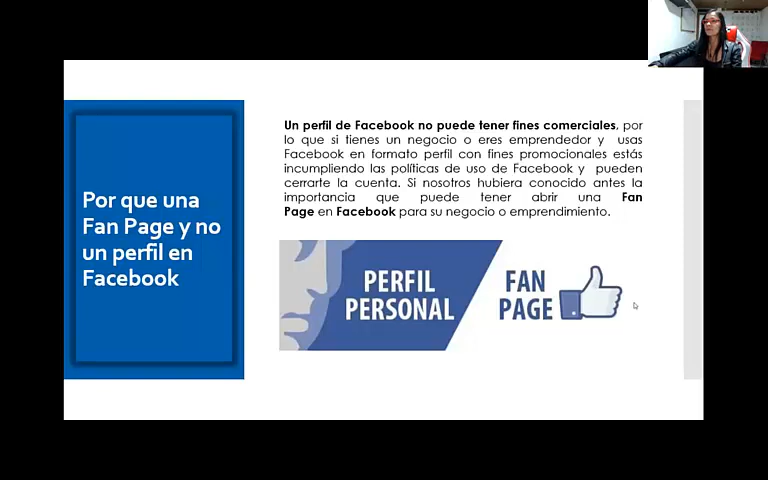 Por que una
Fan Page y no
un perfil en
Facebook
Un perfil de Facebook no puede tener fines comerciales, por
lo que si tienes un negocio o eres emprendedor y usas
Facebook en formato perfil con fines promocionales estás
incumpliendo las políticas de uso de Facebook y pueden
cerrarte la cuenta. Si nosotros hubiera conocido antes la
importancia que puede tener abrir una Fan
Page en Facebook para su negocio o emprendimiento.
PERFIL
PERSONAL
FAN
PAGE